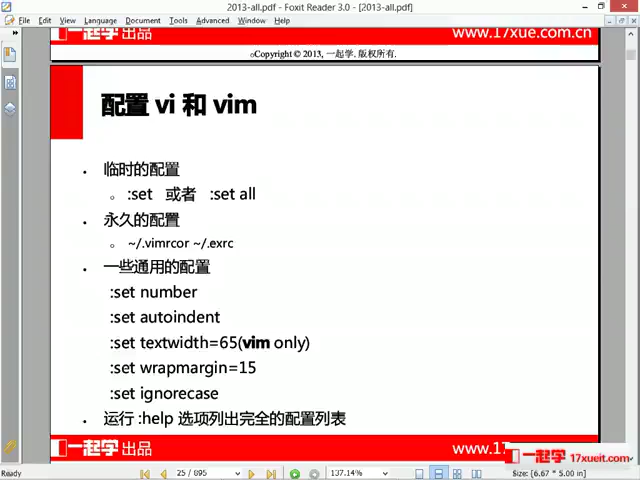 2013-all.pdf - Foxit Reader 3.0 - [2013-all.pdf]
File Edit View Language Document Tools Advanced Window Help
一起学 出品 www.17xue.com.cn
©Copyright © 2013, 一起学. 版权所有.
配置 vi 和 vim
• 临时的配置
○ :set 或者 :set all
• 永久的配置
○ ~/.vimrcor ~/.exrc
• 一些通用的配置
:set number
:set autoindent
:set textwidth=65(vim only)
:set wrapmargin=15
:set ignorecase
• 运行 :help 选项列出完全的配置列表
一起学 出品 www.17
一起学 17xueit.com
Ready 25 / 895 137.14% Size: [6.67 * 5.00 in]